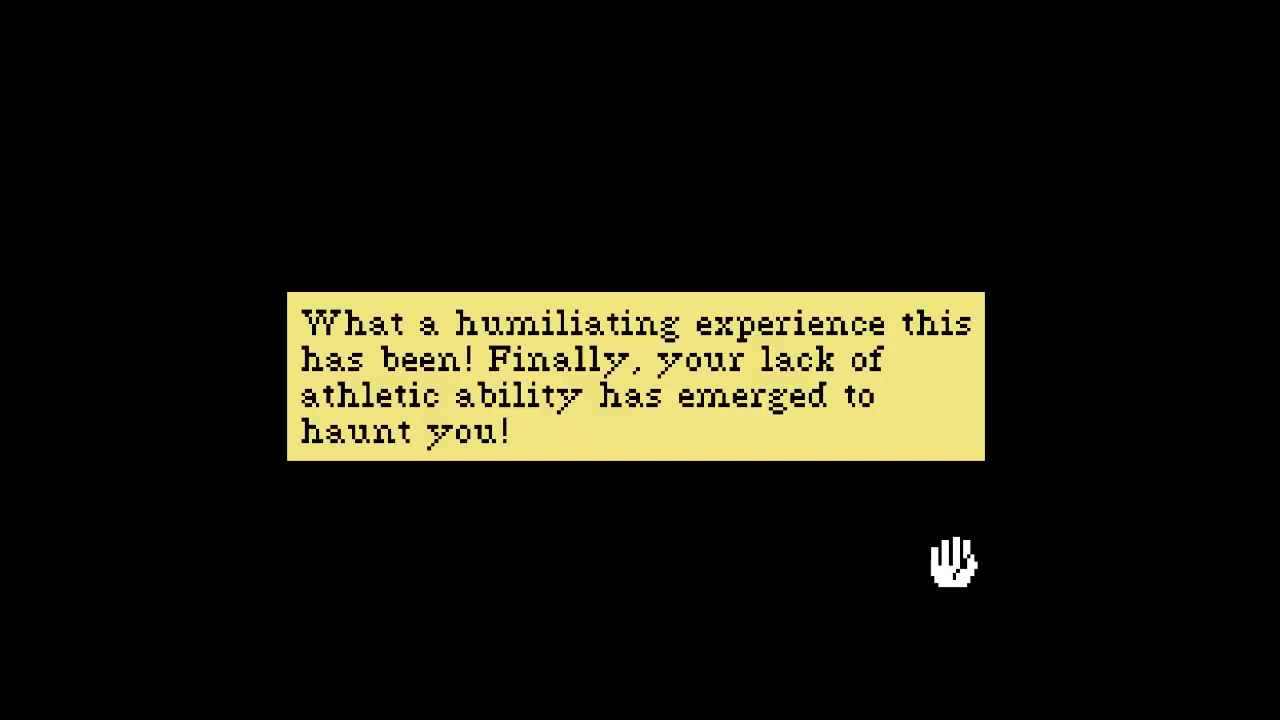 What a humiliating experience this
has been! Finally, your lack of
athletic ability has emerged to
haunt you!